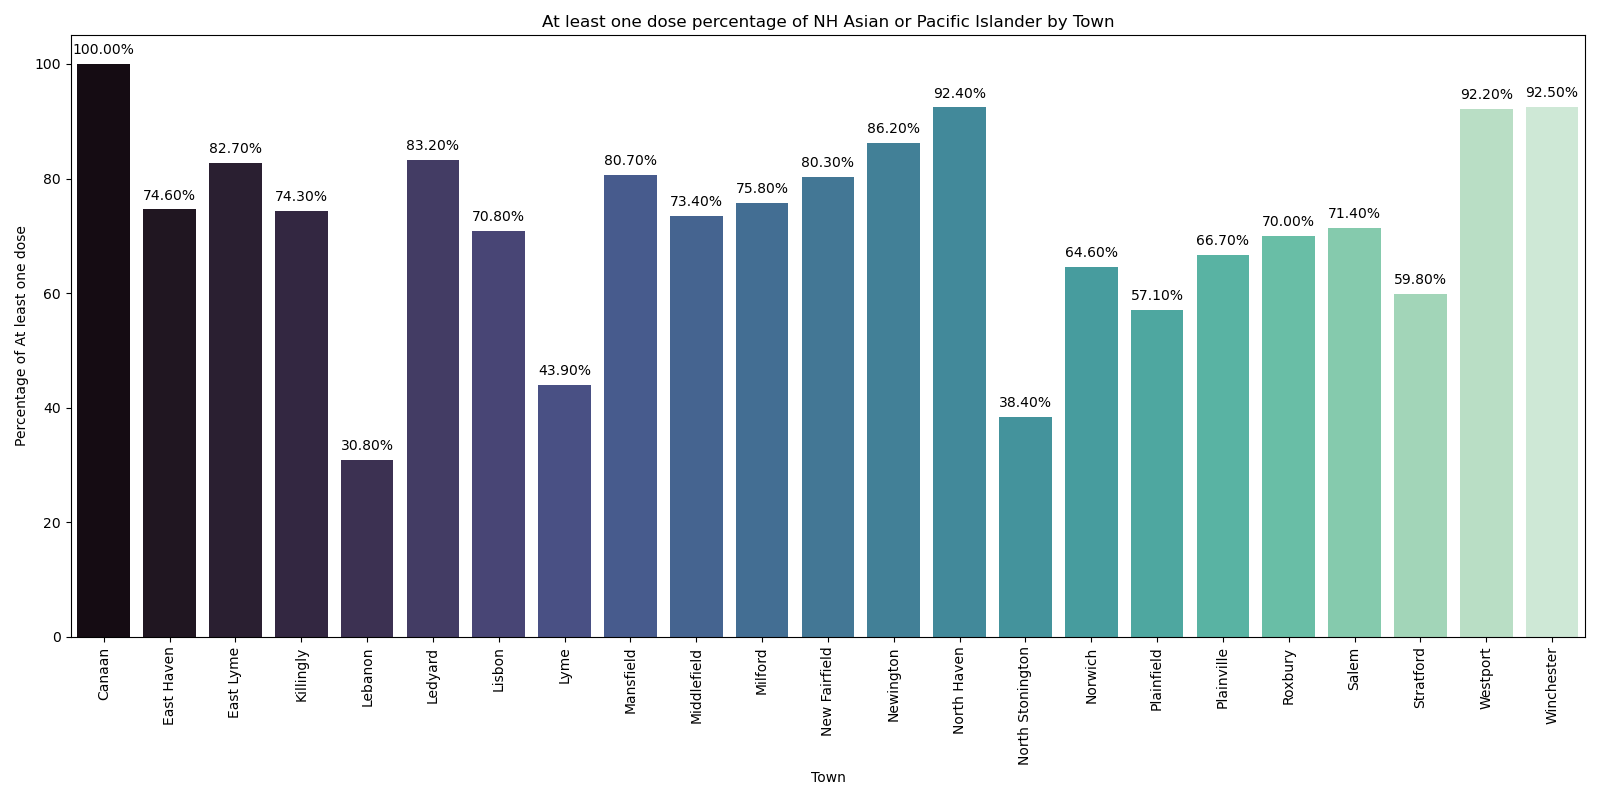 At least one dose percentage of NH Asian or Pacific Islander by Town
Percentage of At least one dose
100
80
60
40
20
0
100.00%
74.60%
82.70%
74.30%
30.80%
83.20%
70.80%
43.90%
80.70%
73.40%
75.80%
80.30%
86.20%
92.40%
38.40%
64.60%
57.10%
66.70%
70.00%
71.40%
59.80%
92.20%
92.50%
Canaan
East Haven
East Lyme
Killingly
Lebanon
Ledyard
Lisbon
Lyme
Mansfield
Middlefield
Milford
New Fairfield
Newington
North Haven
North Stonington
Norwich
Plainfield
Plainville
Roxbury
Salem
Stratford
Westport
Winchester
Town